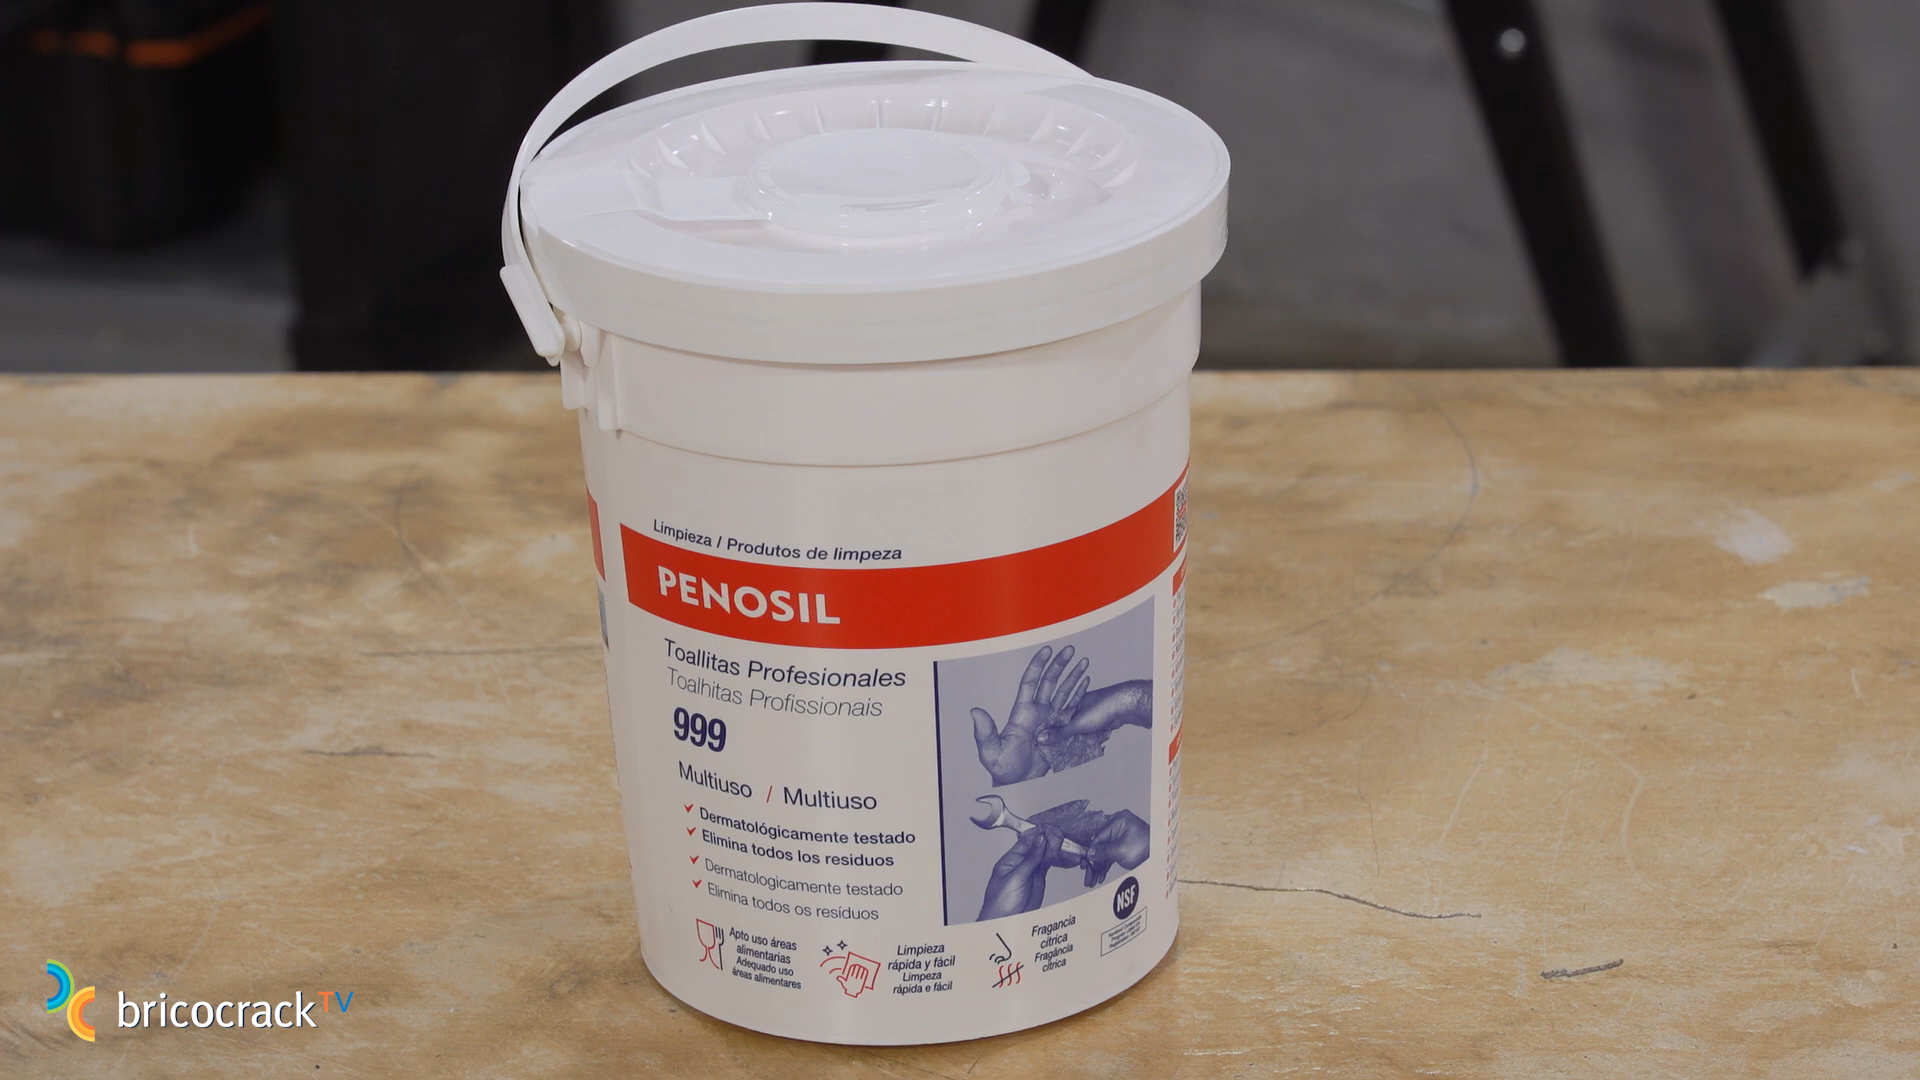 Limpieza / Produtos de limpeza
PENOSIL
Toallitas Profesionales
Toalhitas Profissionais
999
Multiuso / Multiuso
Dermatológicamente testado
Elimina todos los residuos
Dermatologicamente testado
Elimina todos os resíduos
Apto uso áreas
alimentarias
Adequado uso
áreas alimentares
Limpieza
rápida y fácil
Limpeza
rápida e fácil
Fragancia
cítrica
Fragância
cítrica
NSF
bricocrackTV